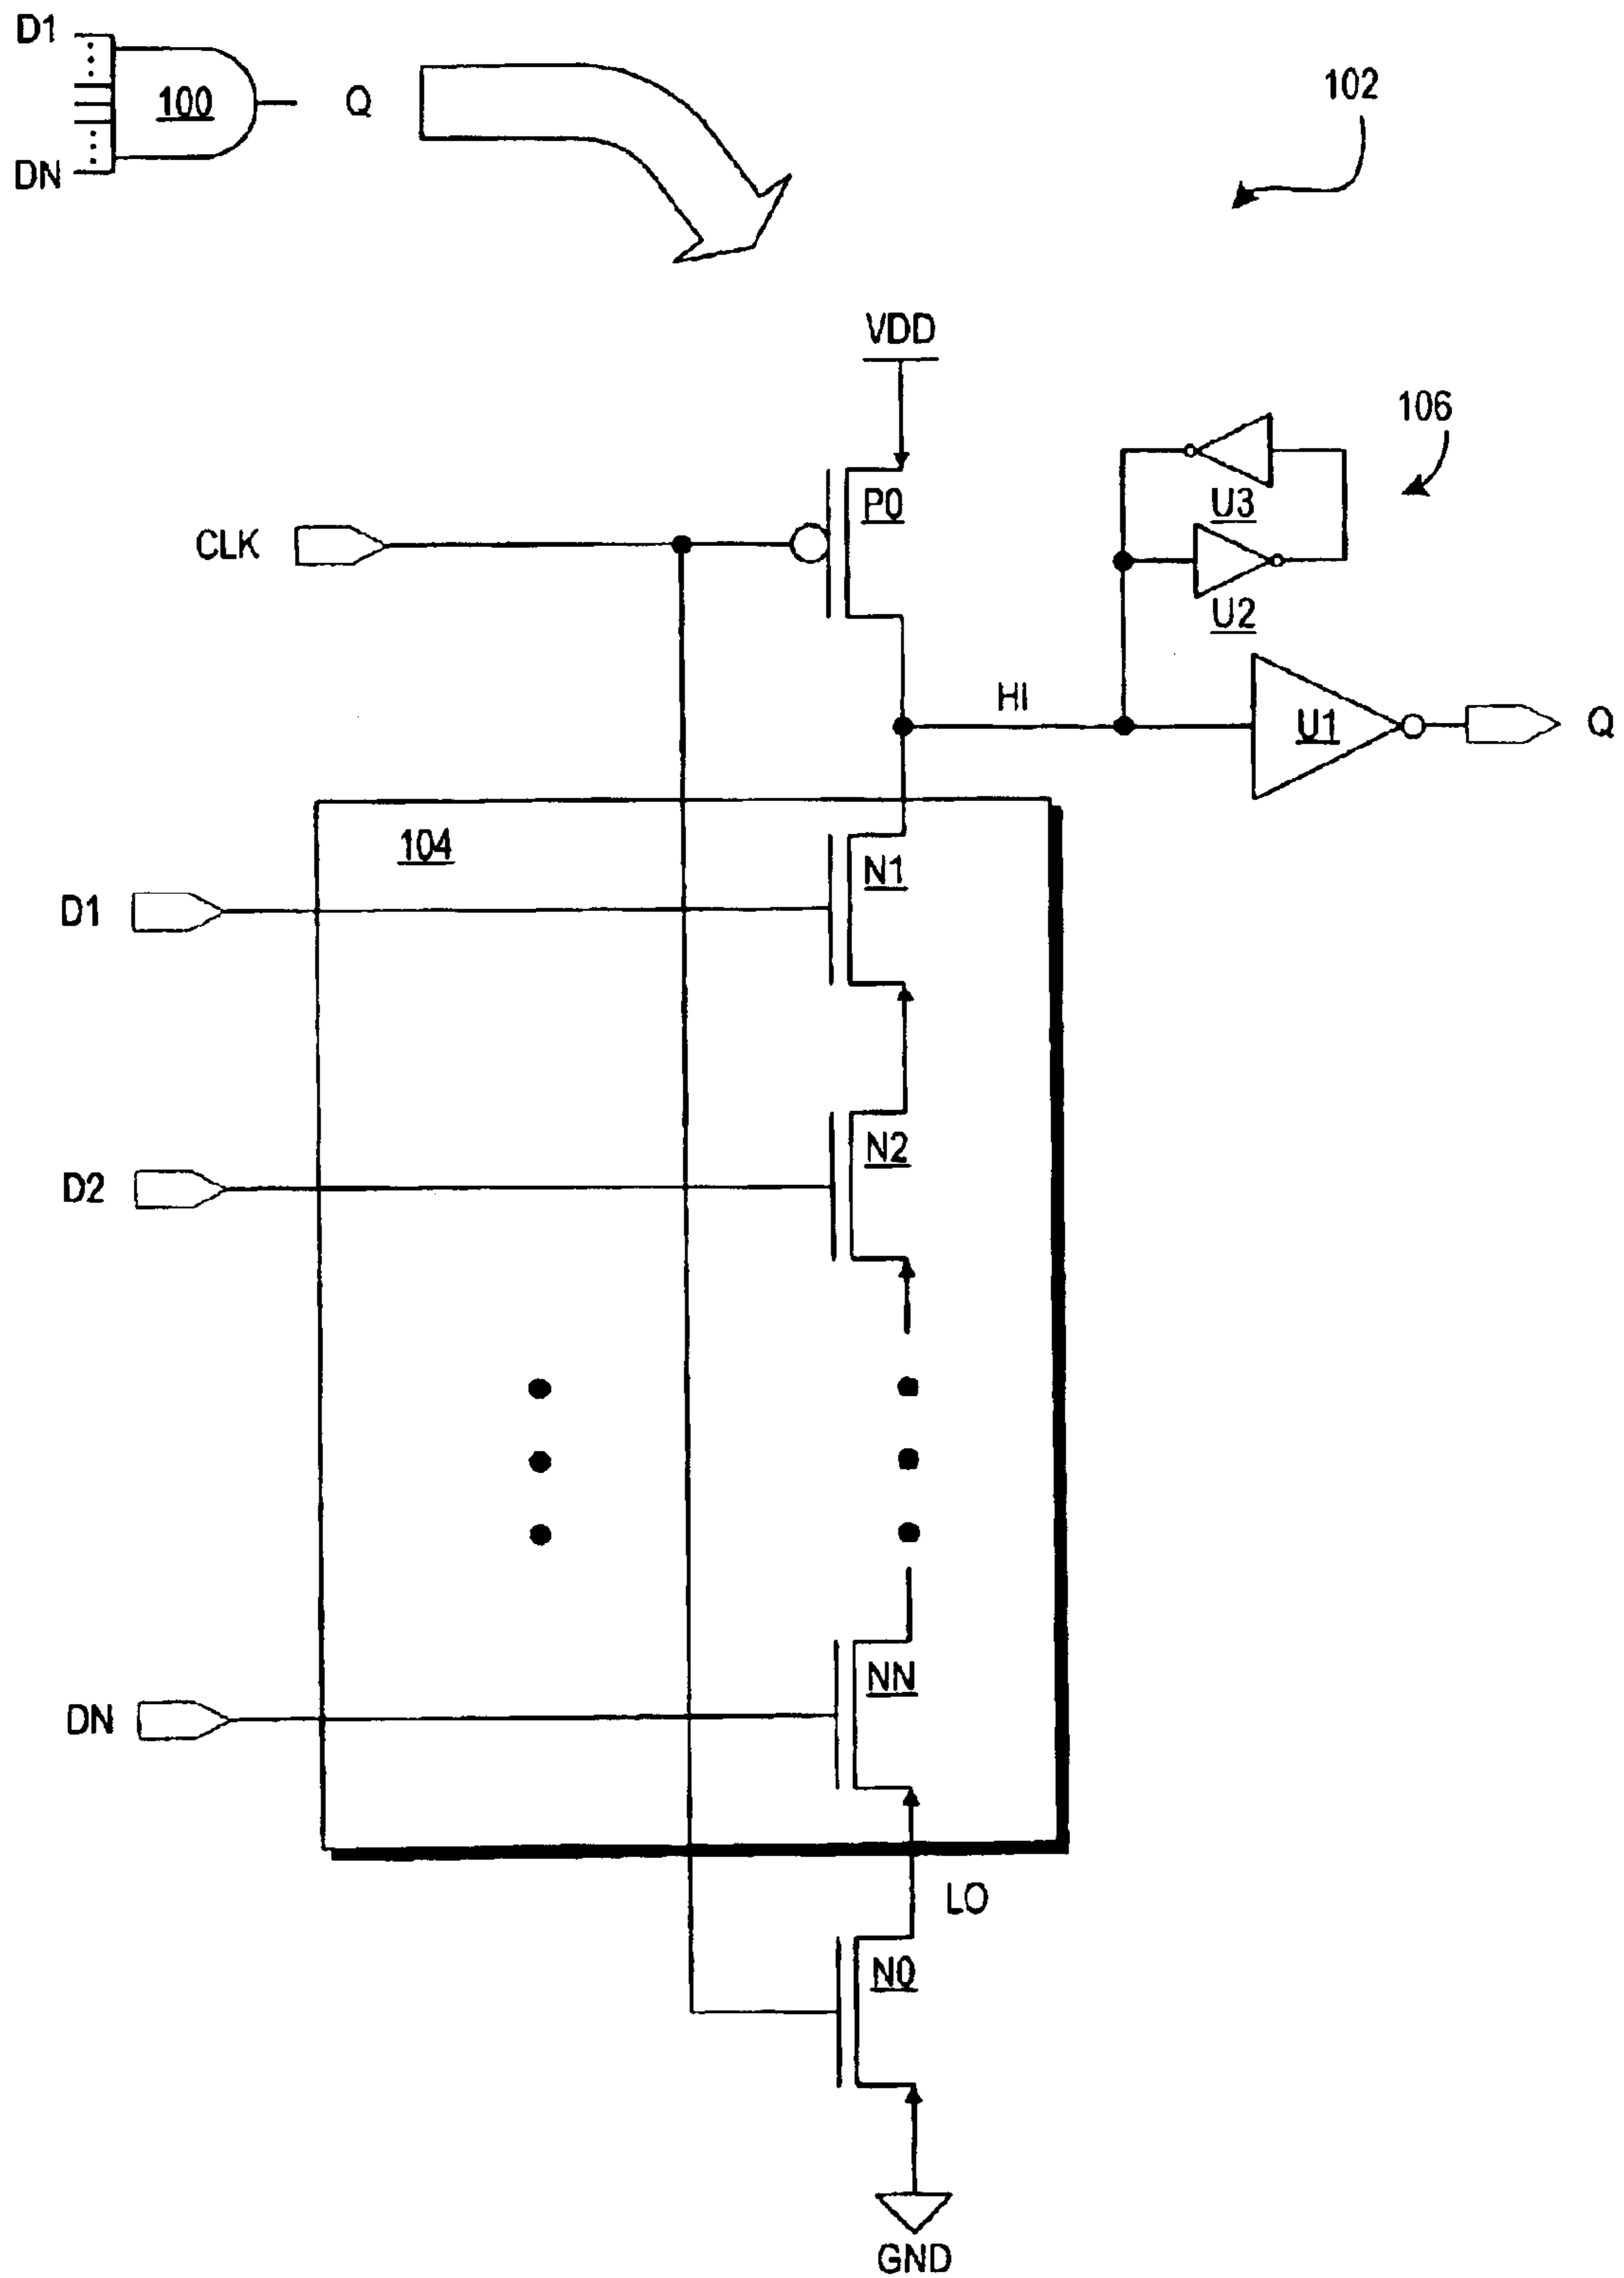 D1
100
Q
DN
102
VDD
106
P0
U3
CLK
U2
HI
U1
Q
104
N1
D1
N2
D2
NN
DN
LO
N0
GND